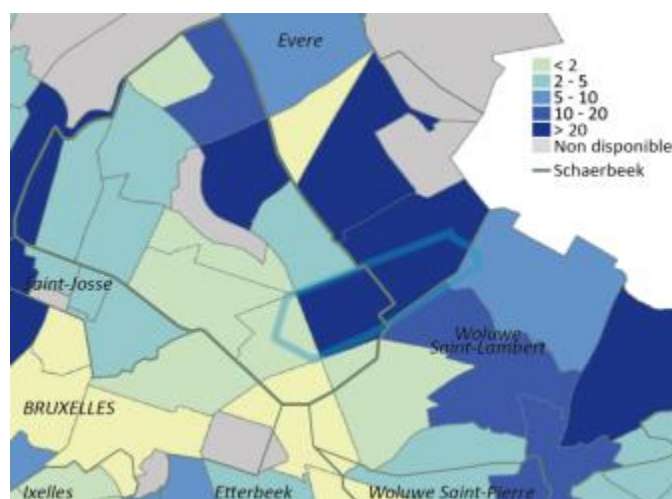 Evere
< 2
2 - 5
5 - 10
10 - 20
> 20
Non disponible
Schaerbeek
Saint-Josse
Woluwe
Saint-Lambert
BRUXELLES
Ixelles
Etterbeek
Woluwe Saint-Pierre